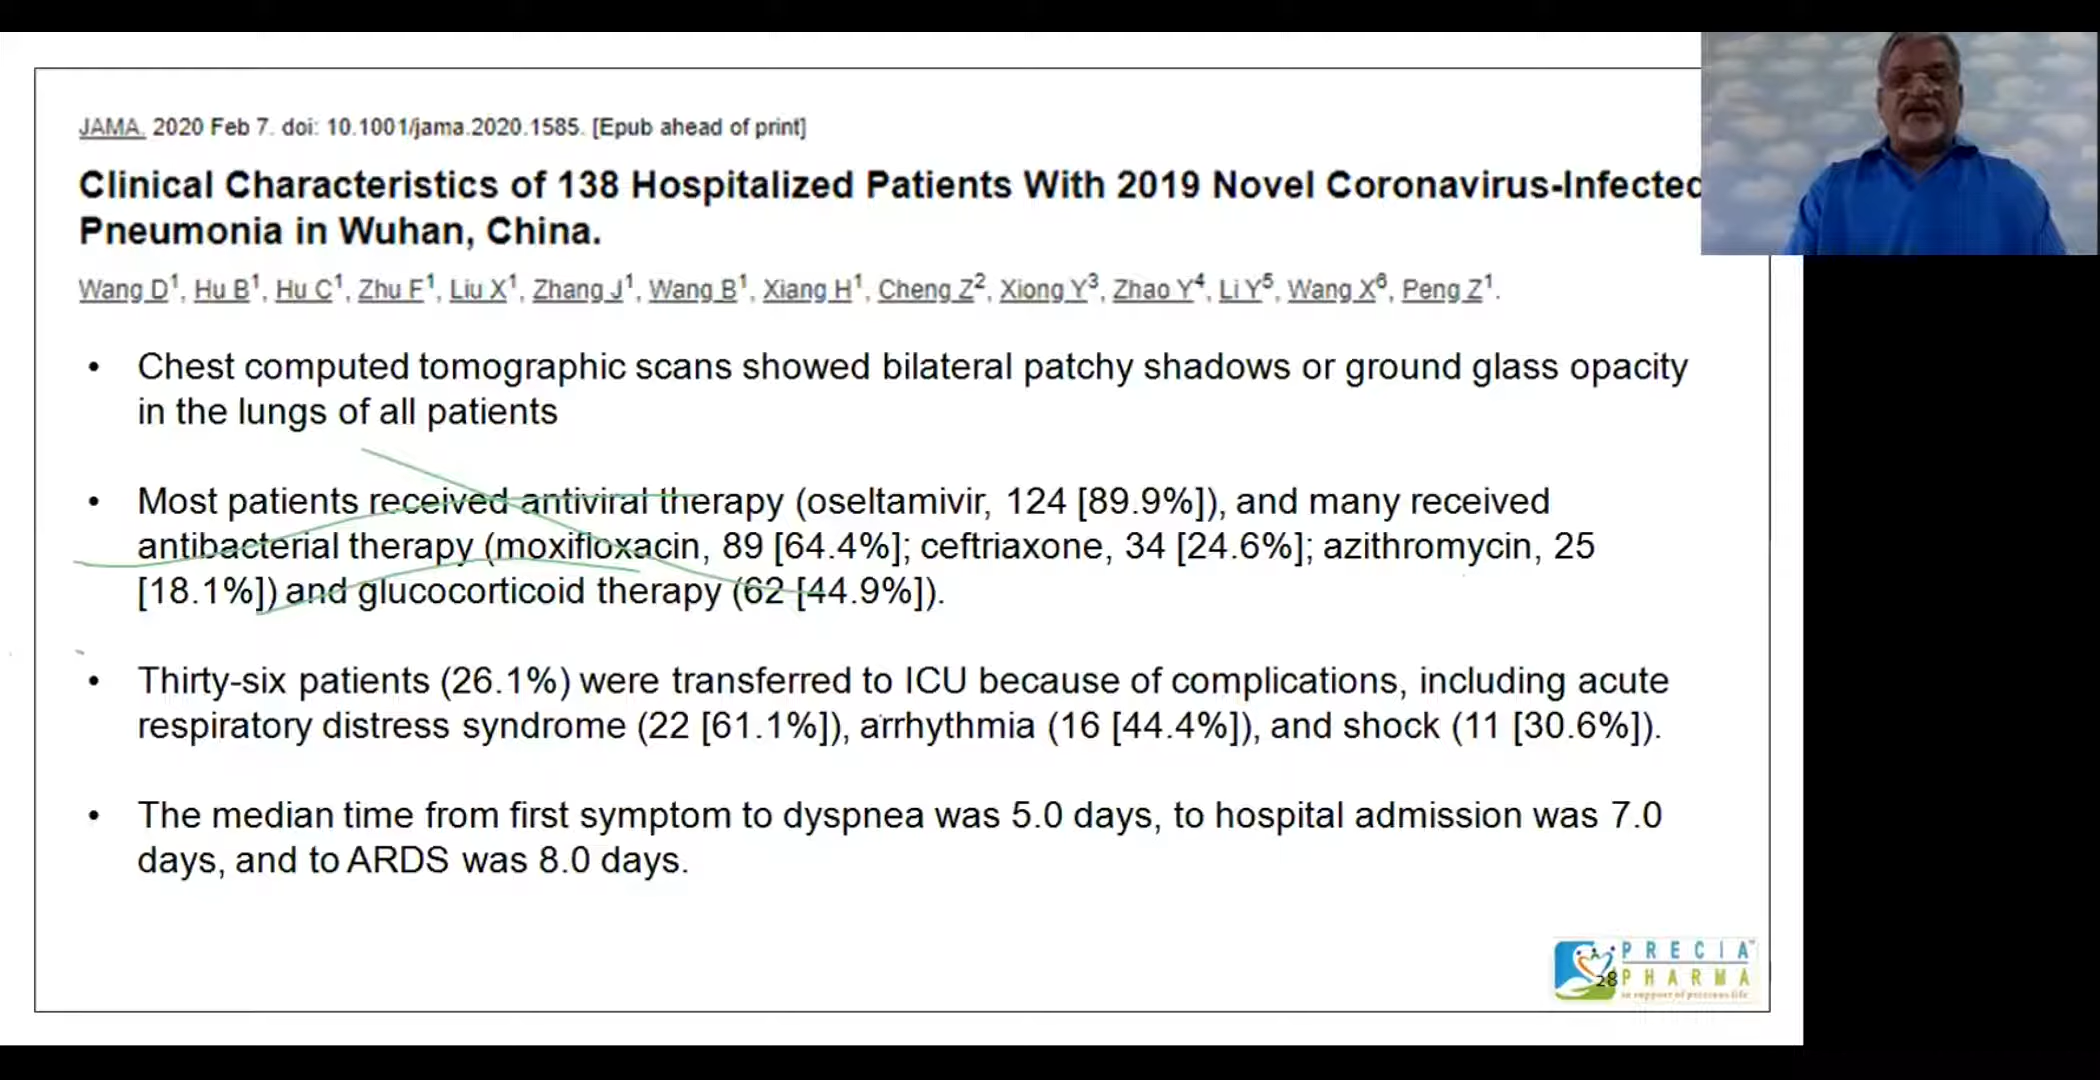 JAMA. 2020 Feb 7. doi: 10.1001/jama.2020.1585. [Epub ahead of print]
Clinical Characteristics of 138 Hospitalized Patients With 2019 Novel Coronavirus-Infected
Pneumonia in Wuhan, China.
Wang D1, Hu B1, Hu C1, Zhu F1, Liu X1, Zhang J1, Wang B1, Xiang H1, Cheng Z2, Xiong Y3, Zhao Y4, Li Y5, Wang X6, Peng Z1.
• Chest computed tomographic scans showed bilateral patchy shadows or ground glass opacity
in the lungs of all patients
• Most patients received antiviral therapy (oseltamivir, 124 [89.9%]), and many received
antibacterial therapy (moxifloxacin, 89 [64.4%]; ceftriaxone, 34 [24.6%]; azithromycin, 25
[18.1%]) and glucocorticoid therapy (62 [44.9%]).
• Thirty-six patients (26.1%) were transferred to ICU because of complications, including acute
respiratory distress syndrome (22 [61.1%]), arrhythmia (16 [44.4%]), and shock (11 [30.6%]).
• The median time from first symptom to dyspnea was 5.0 days, to hospital admission was 7.0
days, and to ARDS was 8.0 days.
PRECIA
28
PHARMA
in support of precious life